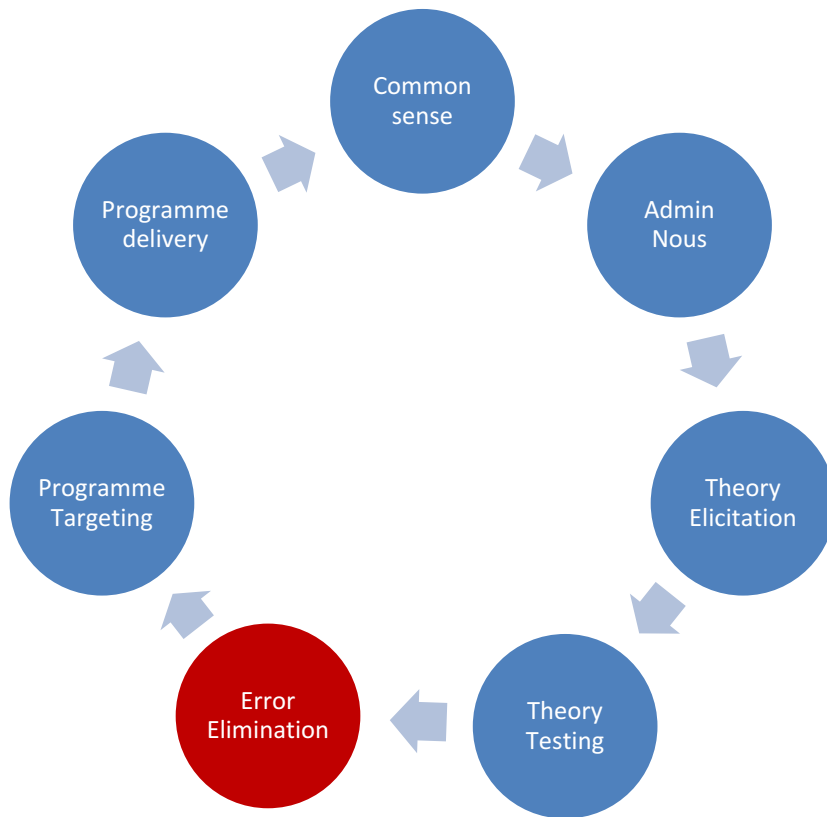 Common
sense
Admin
Nous
Theory
Elicitation
Theory
Testing
Error
Elimination
Programme
Targeting
Programme
delivery